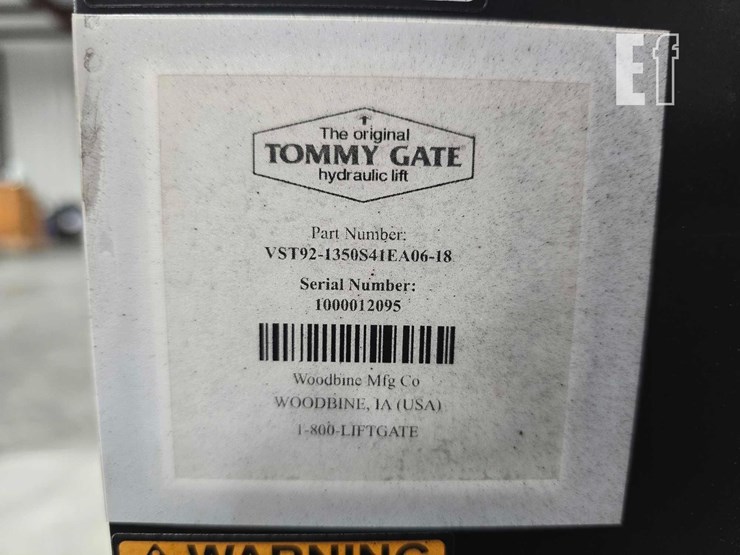 Ef
The original
TOMMY GATE
hydraulic lift
Part Number:
VST92-1350S41EA06-18
Serial Number:
1000012095
Woodbine Mfg Co
WOODBINE, IA (USA)
1-800-LIFTGATE
WARNING